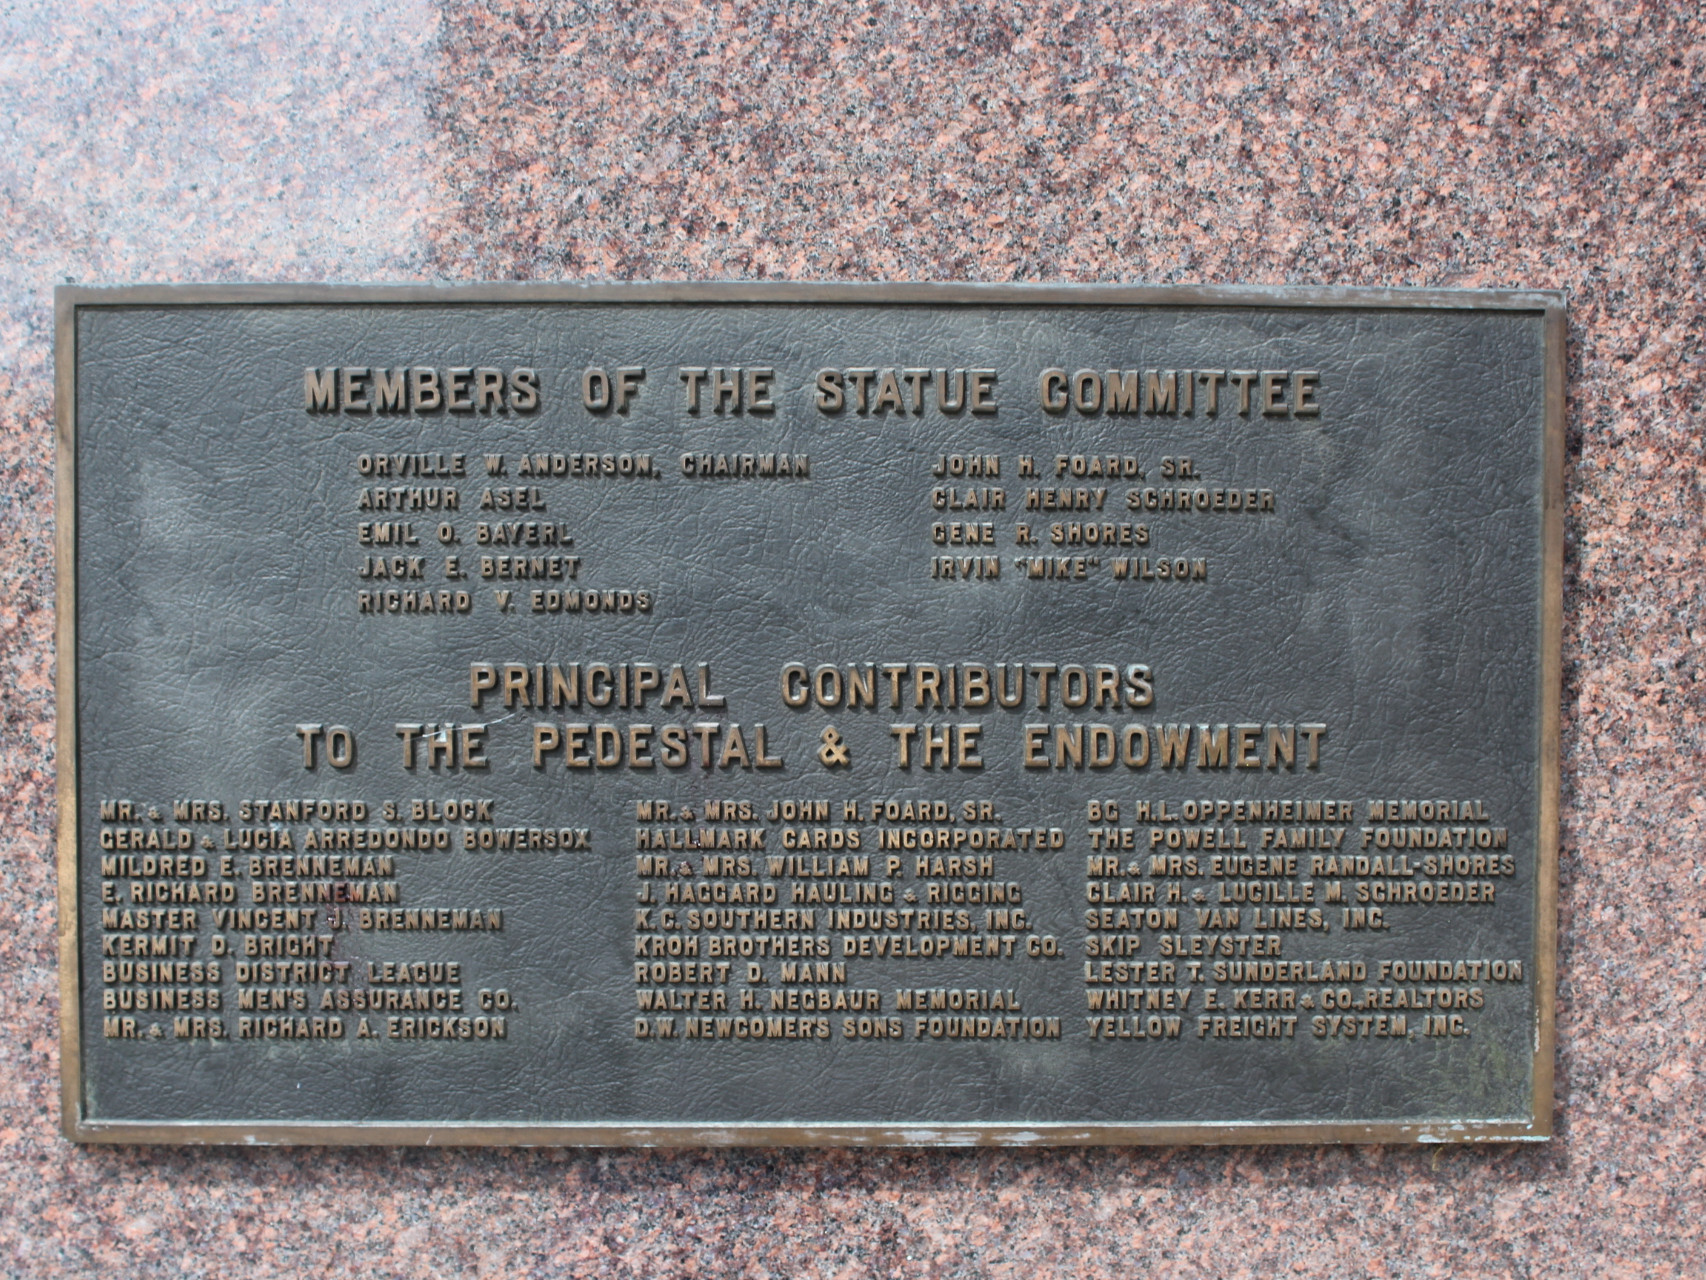 MEMBERS OF THE STATUE COMMITTEE
ORVILLE W. ANDERSON, CHAIRMAN
ARTHUR ASEL
EMIL O. BAYERL
JACK E. BERNET
RICHARD V. EDMONDS
JOHN H. FOARD, SR.
CLAIR HENRY SCHROEDER
GENE R. SHORES
IRVIN "MIKE" WILSON
PRINCIPAL CONTRIBUTORS
TO THE PEDESTAL & THE ENDOWMENT
MR. & MRS. STANFORD S. BLOCK
GERALD & LUCIA ARREDONDO BOWERSOX
MILDRED E. BRENNEMAN
E. RICHARD BRENNEMAN
MASTER VINCENT J. BRENNEMAN
KERMIT D. BRIGHT
BUSINESS DISTRICT LEAGUE
BUSINESS MEN'S ASSURANCE CO.
MR. & MRS. RICHARD A. ERICKSON
MR. & MRS. JOHN H. FOARD, SR.
HALLMARK CARDS INCORPORATED
MR. & MRS. WILLIAM P. HARSH
J. HAGGARD HAULING & RIGGING
K.C. SOUTHERN INDUSTRIES, INC.
KROH BROTHERS DEVELOPMENT CO.
ROBERT D. MANN
WALTER H. NEGBAUR MEMORIAL
D.W. NEWCOMER'S SONS FOUNDATION
BG H.L. OPPENHEIMER MEMORIAL
THE POWELL FAMILY FOUNDATION
MR. & MRS. EUGENE RANDALL-SHORES
CLAIR H. & LUCILLE M. SCHROEDER
SEATON VAN LINES, INC.
SKIP SLEYSTER
LESTER T. SUNDERLAND FOUNDATION
WHITNEY E. KERR & CO., REALTORS
YELLOW FREIGHT SYSTEM, INC.